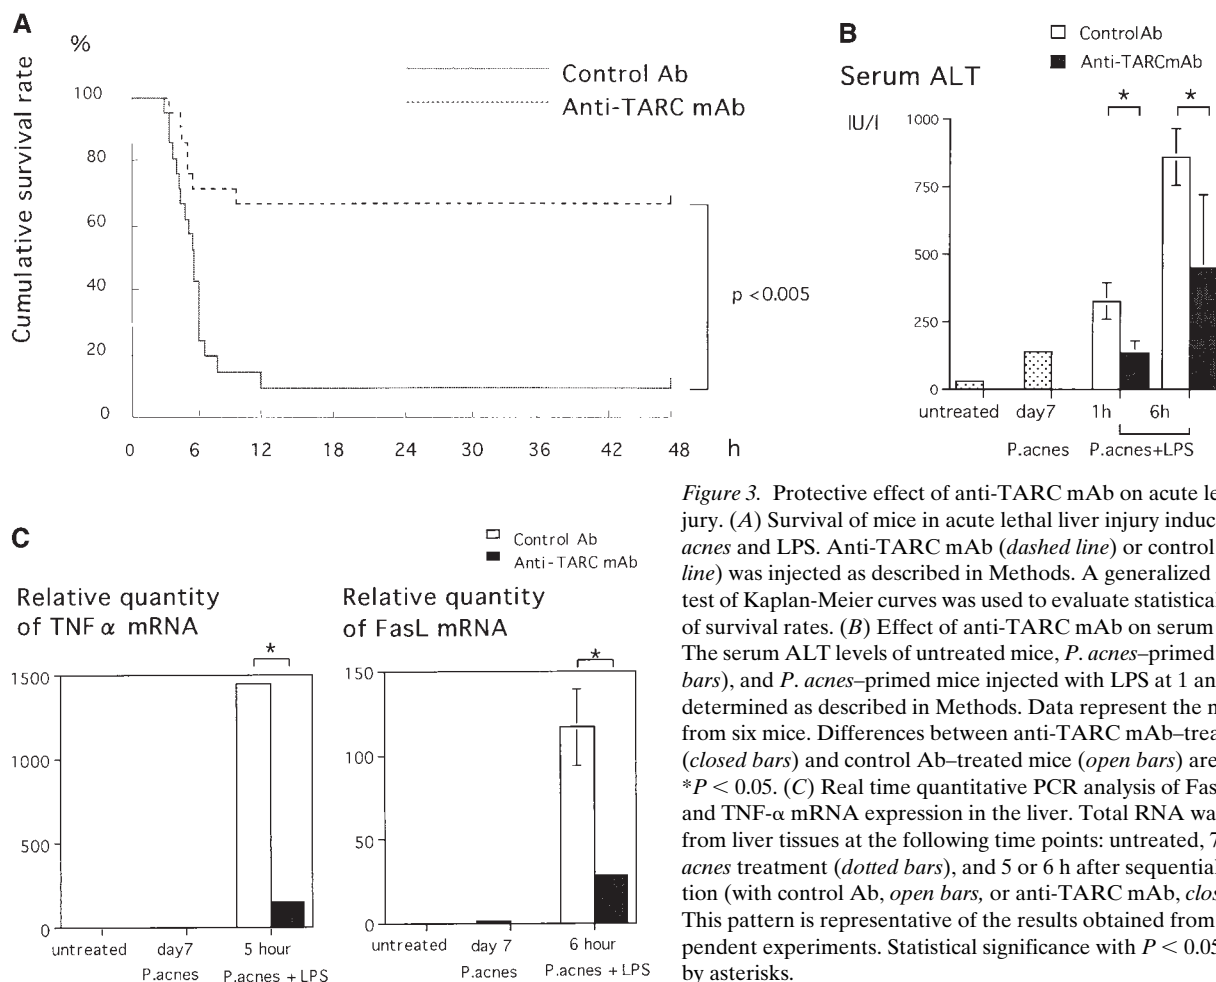 A
%
Cumulative survival rate
Control Ab
Anti-TARC mAb
100
80
60
40
20
0
0 6 12 18 24 30 36 42 48 h
p <0.005
B
Control Ab
Anti-TARC mAb
Serum ALT
IU/l
* *
1000
750
500
250
0
untreated day7 1h 6h
P.acnes P.acnes+LPS
C
Control Ab
Anti-TARC mAb
Relative quantity
of TNF α mRNA
*
1500
1000
500
0
untreated day7 5 hour
P.acnes P.acnes + LPS
Relative quantity
of FasL mRNA
*
150
100
50
0
untreated day 7 6 hour
P.acnes P.acnes + LPS
Figure 3. Protective effect of anti-TARC mAb on acute le
jury. (A) Survival of mice in acute lethal liver injury induc
acnes and LPS. Anti-TARC mAb (dashed line) or control
line) was injected as described in Methods. A generalized
test of Kaplan-Meier curves was used to evaluate statistical
of survival rates. (B) Effect of anti-TARC mAb on serum
The serum ALT levels of untreated mice, P. acnes–primed
bars), and P. acnes–primed mice injected with LPS at 1 an
determined as described in Methods. Data represent the m
from six mice. Differences between anti-TARC mAb–trea
(closed bars) and control Ab–treated mice (open bars) are
*P < 0.05. (C) Real time quantitative PCR analysis of Fas
and TNF-α mRNA expression in the liver. Total RNA wa
from liver tissues at the following time points: untreated, 7
acnes treatment (dotted bars), and 5 or 6 h after sequential
tion (with control Ab, open bars, or anti-TARC mAb, clos
This pattern is representative of the results obtained from
pendent experiments. Statistical significance with P < 0.05
by asterisks.